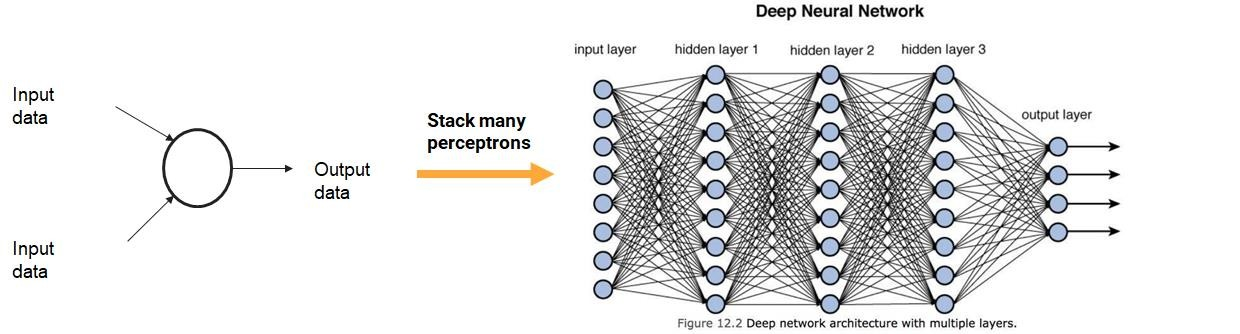 Input
data
Input
data
Output
data
Stack many
perceptrons
Deep Neural Network
input layer
hidden layer 1
hidden layer 2
hidden layer 3
output layer
Figure 12.2 Deep network architecture with multiple layers.